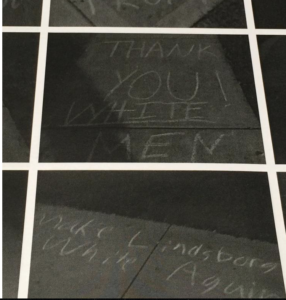 THANK
YOU!
WHITE
MEN
Make Lindsborg
White Again